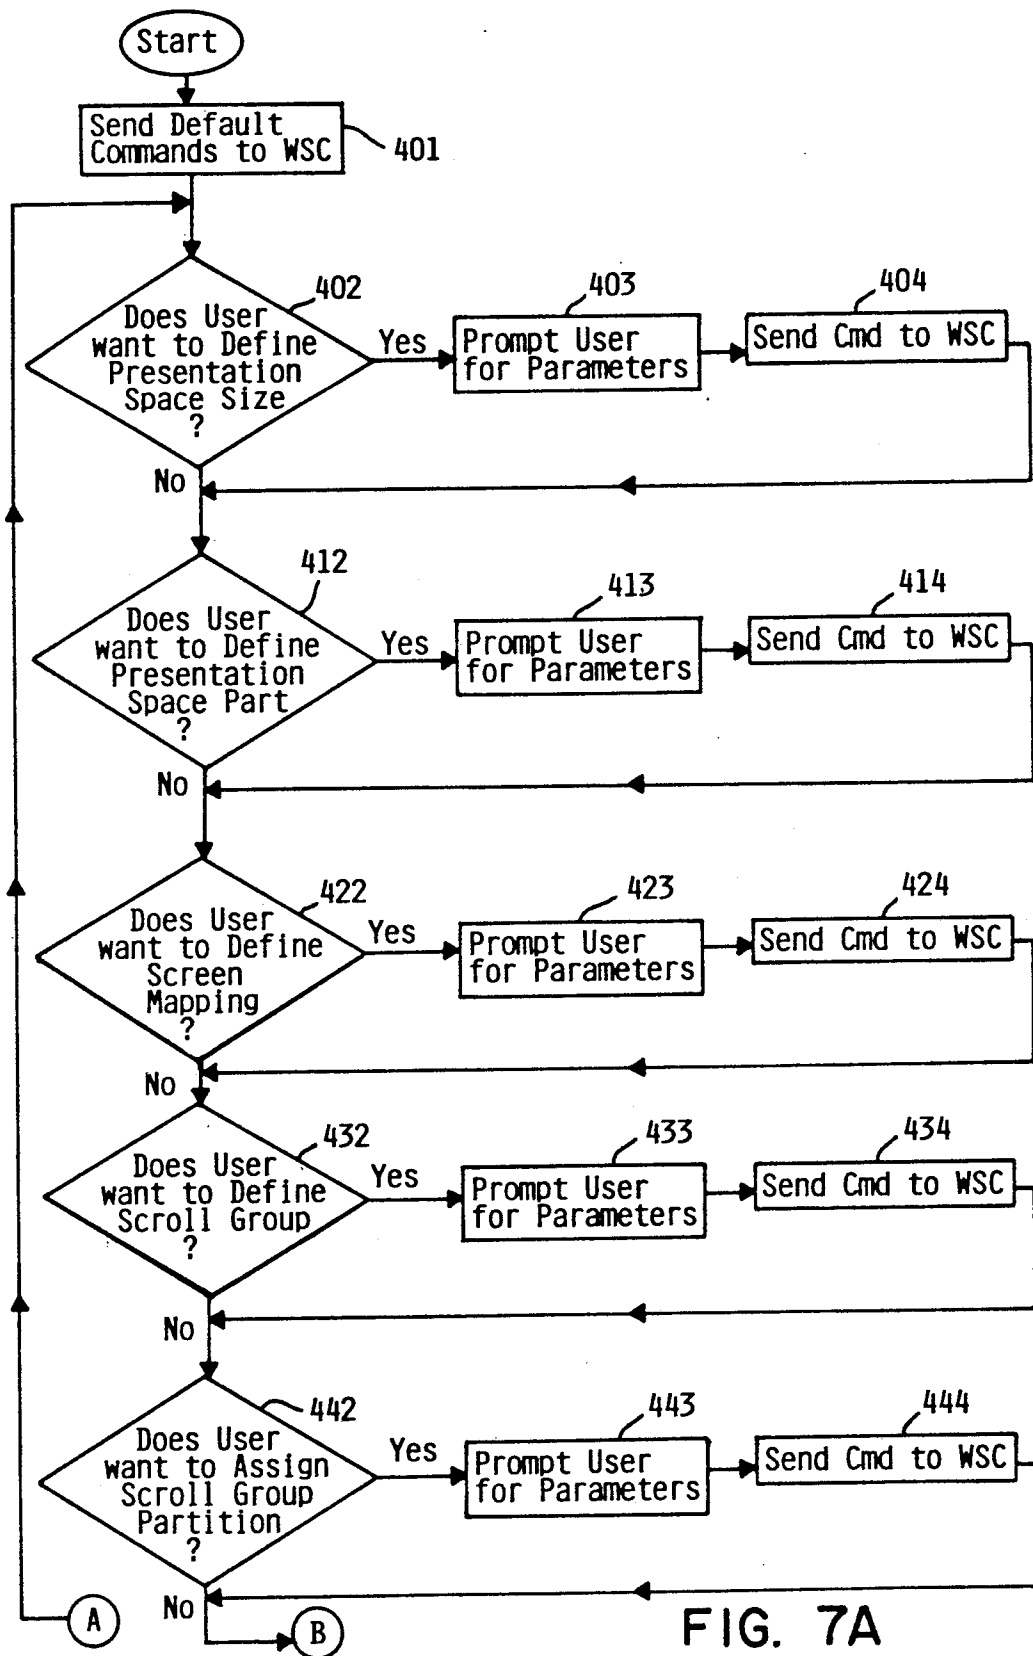 Start
Send Default
Commands to WSC
401
402
Does User
want to Define
Presentation
Space Size
?
Yes
No
403
Prompt User
for Parameters
404
Send Cmd to WSC
412
Does User
want to Define
Presentation
Space Part
?
Yes
No
413
Prompt User
for Parameters
414
Send Cmd to WSC
422
Does User
want to Define
Screen
Mapping
?
Yes
No
423
Prompt User
for Parameters
424
Send Cmd to WSC
432
Does User
want to Define
Scroll Group
?
Yes
No
433
Prompt User
for Parameters
434
Send Cmd to WSC
442
Does User
want to Assign
Scroll Group
Partition
?
Yes
No
443
Prompt User
for Parameters
444
Send Cmd to WSC
A
B
FIG. 7A